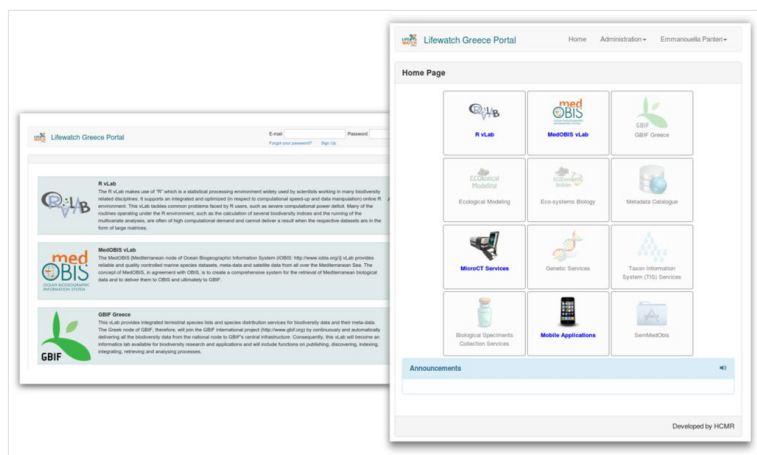 Lifewatch Greece Portal
E-mail Password
Forgot your password? Sign Up
R vLab
R vLab
The R vLab makes use of "R" which is a statistical processing environment widely used by scientists working in many biodiversity
related disciplines. It supports an integrated and optimized (in respect to computational speed-up and data manipulation) online R
environment. This vLab tackles common problems faced by R users, such as severe computational power deficit. Many of the
routines operating under the R environment, such as the calculation of several biodiversity indices and the running of the
multivariate analyses, are often of high computational demand and cannot deliver a result when the respective datasets are in the
form of large matrices.
med
OBIS
OCEAN BIOGEOGRAPHIC
INFORMATION SYSTEM
MedOBIS vLab
The MedOBIS [Mediterranean node of Ocean Biogeographic Information System (IOBIS: http://www.iobis.org)] vLab provides
reliable and quality controlled marine species datasets, meta-data and satellite data from all over the Mediterranean Sea. The
concept of MedOBIS, in agreement with OBIS, is to create a comprehensive system for the retrieval of Mediterranean biological
data and to deliver them to OBIS and ultimately to GBIF.
GBIF
GBIF Greece
This vLab provides integrated terrestrial species lists and species distribution services for biodiversity data and their meta-data.
The Greek node of GBIF, therefore, will join the GBIF international project (http://www.gbif.org) by continuously and automatically
delivering all the biodiversity data from the national node to GBIF's central infrastructure. Consequently, this vLab will become an
informatics lab available for biodiversity research and applications and will include functions on publishing, discovering, indexing,
integrating, retrieving and analysing processes.
Lifewatch Greece Portal Home Administration Emmanouella Panteri
Home Page
R vLab
med
OBIS
GBIF
R vLab MedOBIS vLab GBIF Greece
ECOlogical
Modeling
Ecological Modeling Eco-systems Biology Metadata Catalogue
MicroCT Services Genetic Services Taxon Information
System (TIS) Services
Biological Specimens
Collection Services Mobile Applications SemMedObis
Announcements
Developed by HCMR